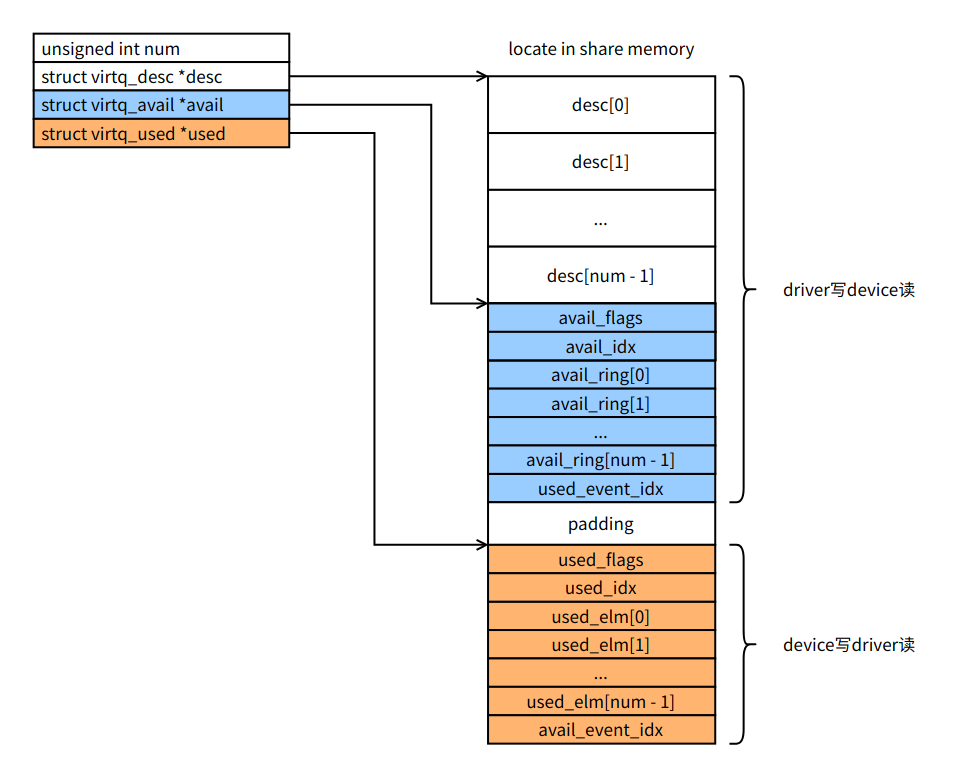 unsigned int num
struct virtq_desc *desc
struct virtq_avail *avail
struct virtq_used *used
locate in share memory
desc[0]
desc[1]
...
desc[num - 1]
avail_flags
avail_idx
avail_ring[0]
avail_ring[1]
...
avail_ring[num - 1]
used_event_idx
padding
used_flags
used_idx
used_elm[0]
used_elm[1]
...
used_elm[num - 1]
avail_event_idx
driver写device读
device写driver读